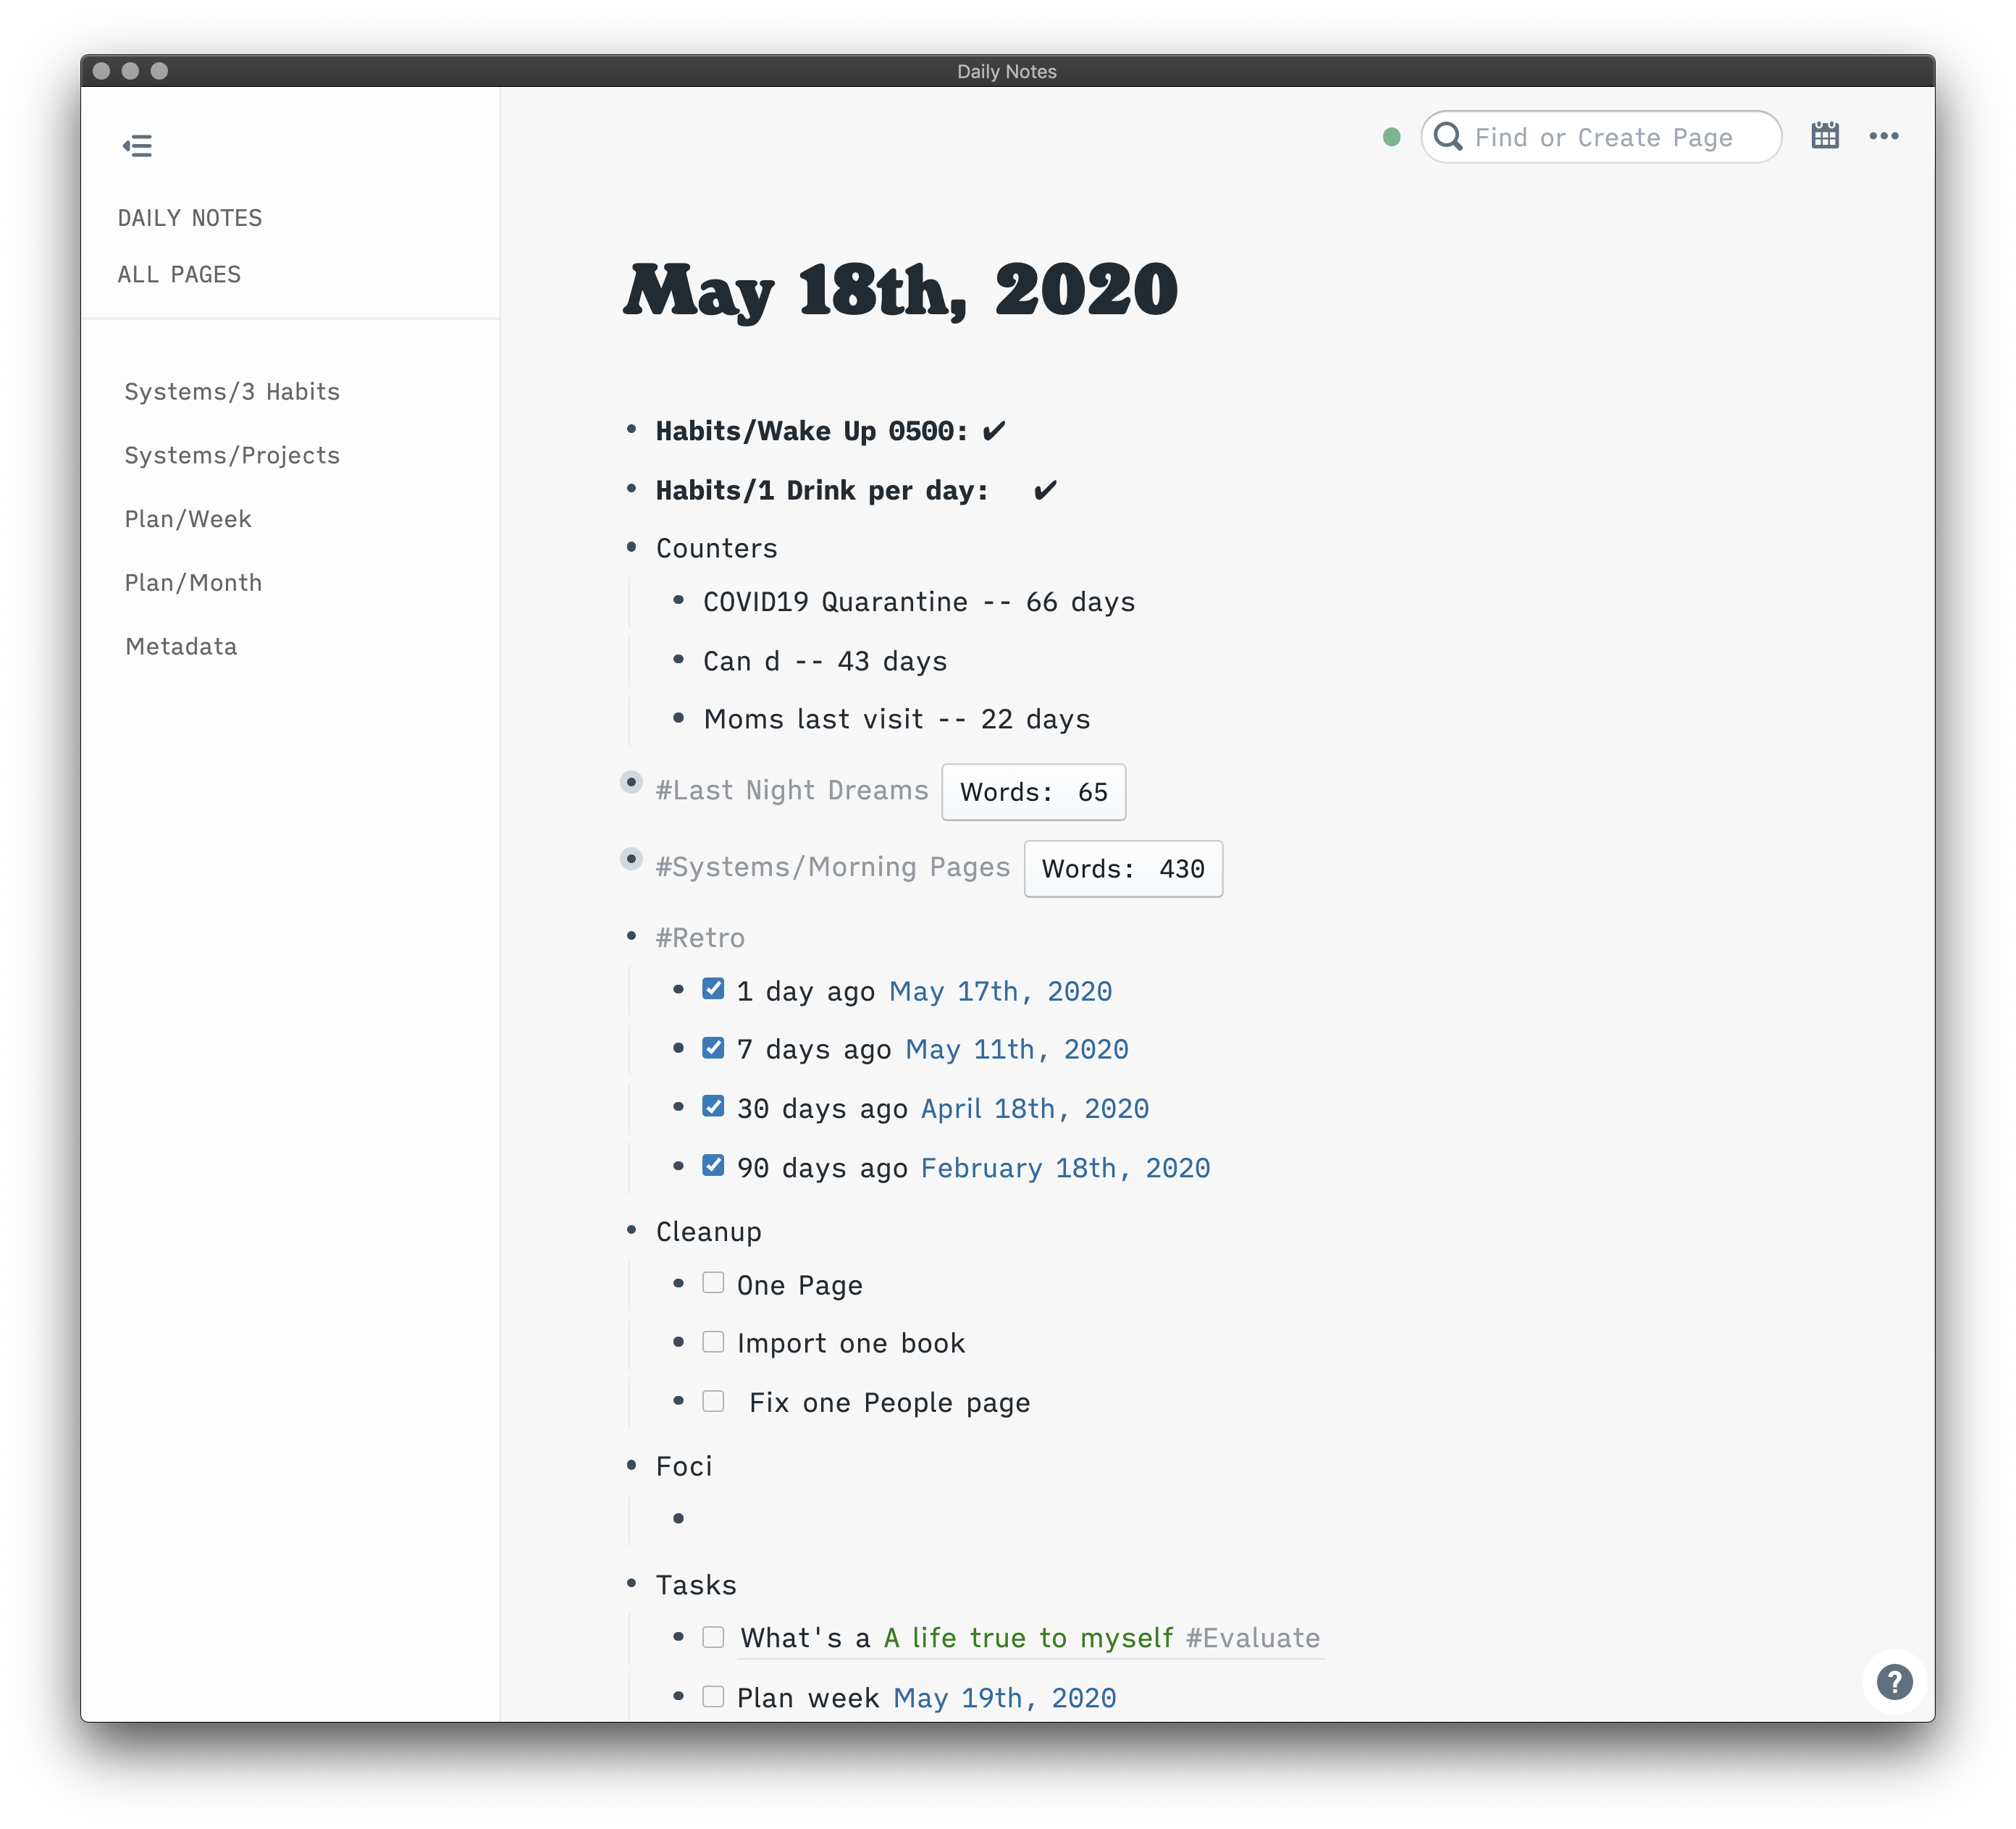 Daily Notes
Find or Create Page
DAILY NOTES
ALL PAGES
Systems/3 Habits
Systems/Projects
Plan/Week
Plan/Month
Metadata
May 18th, 2020
Habits/Wake Up 0500: ✔
Habits/1 Drink per day: ✔
Counters
COVID19 Quarantine -- 66 days
Can d -- 43 days
Moms last visit -- 22 days
#Last Night Dreams Words: 65
#Systems/Morning Pages Words: 430
#Retro
1 day ago May 17th, 2020
7 days ago May 11th, 2020
30 days ago April 18th, 2020
90 days ago February 18th, 2020
Cleanup
One Page
Import one book
Fix one People page
Foci
Tasks
What's a A life true to myself #Evaluate
Plan week May 19th, 2020
?